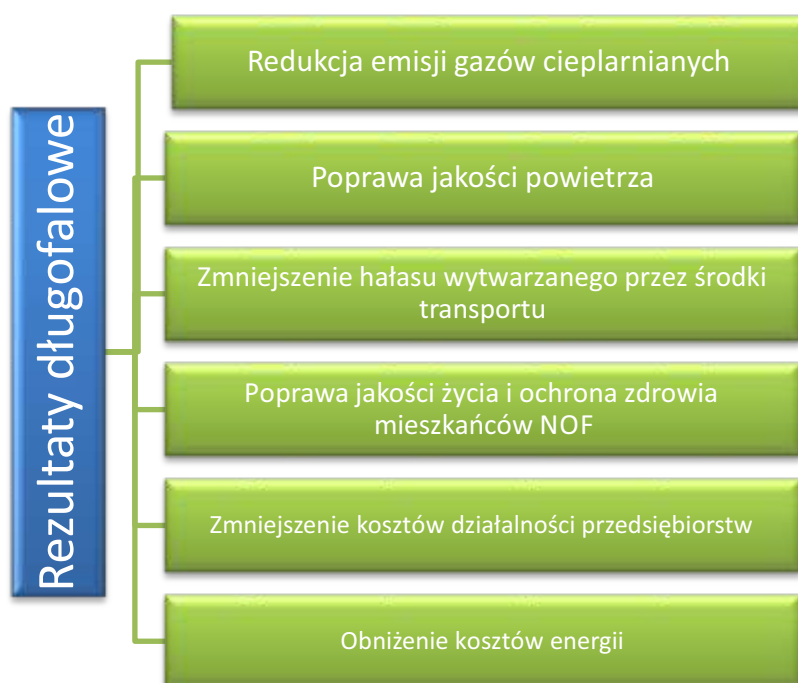 Rezultaty długofalowe
Redukcja emisji gazów cieplarnianych
Poprawa jakości powietrza
Zmniejszenie hałasu wytwarzanego przez środki
transportu
Poprawa jakości życia i ochrona zdrowia
mieszkańców NOF
Zmniejszenie kosztów działalności przedsiębiorstw
Obniżenie kosztów energii